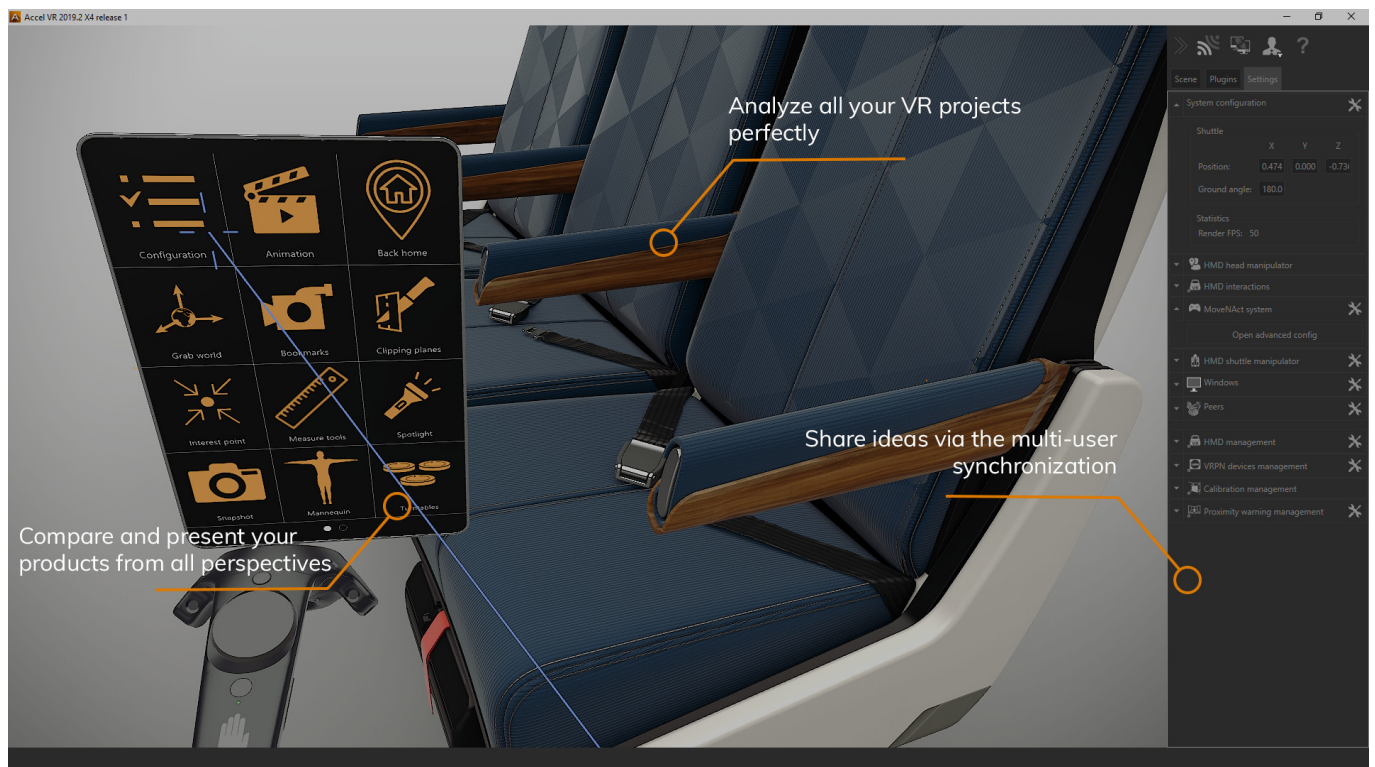 Accel VR 2019.2 X4 release 1
Analyze all your VR projects
perfectly
Configuration
Animation
Back home
Grab world
Bookmarks
Clipping planes
Interest point
Measure tools
Spotlight
Snapshot
Mannequin
Turntables
Compare and present your
products from all perspectives
Share ideas via the multi-user
synchronization
?
Scene Plugins Settings
System configuration
Shuttle
X Y Z
Position: 0.474 0.000
Ground angle: 180.0
Statistics
Render FPS: 50
HMD head manipulator
HMD interactions
MoveNAct system
Open advanced config
HMD shuttle manipulator
Windows
Peers
HMD management
VRPN devices management
Calibration management
Proximity warning management